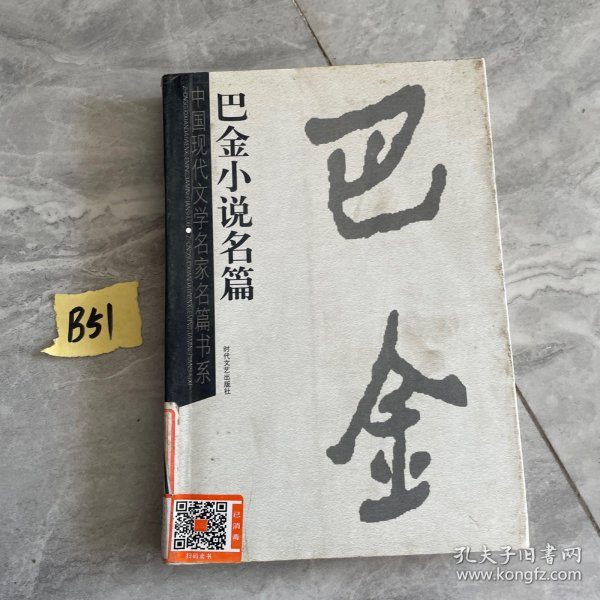 巴金
巴金小说名篇
中国现代文学名家名篇书系
时代文艺出版社
B51
已消毒
扫码卖书
孔夫子旧书网
www.kongfz.com